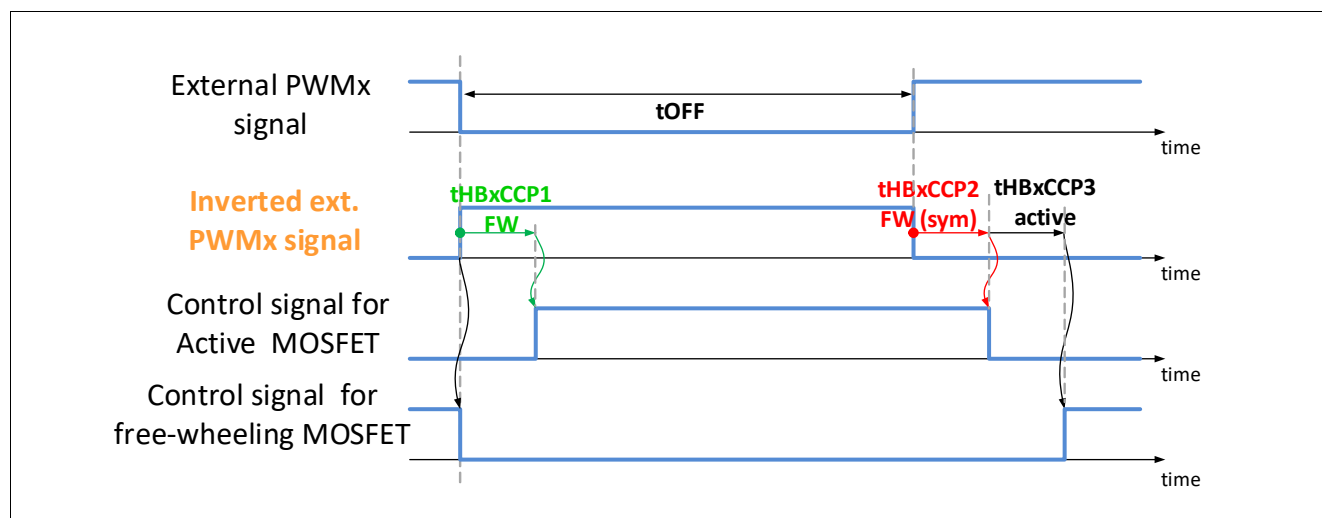 External PWMx
signal
tOFF
time
Inverted ext.
PWMx signal
tHBxCCP1
FW
tHBxCCP2
FW (sym)
tHBxCCP3
active
time
Control signal for
Active MOSFET
time
Control signal for
free-wheeling MOSFET
time